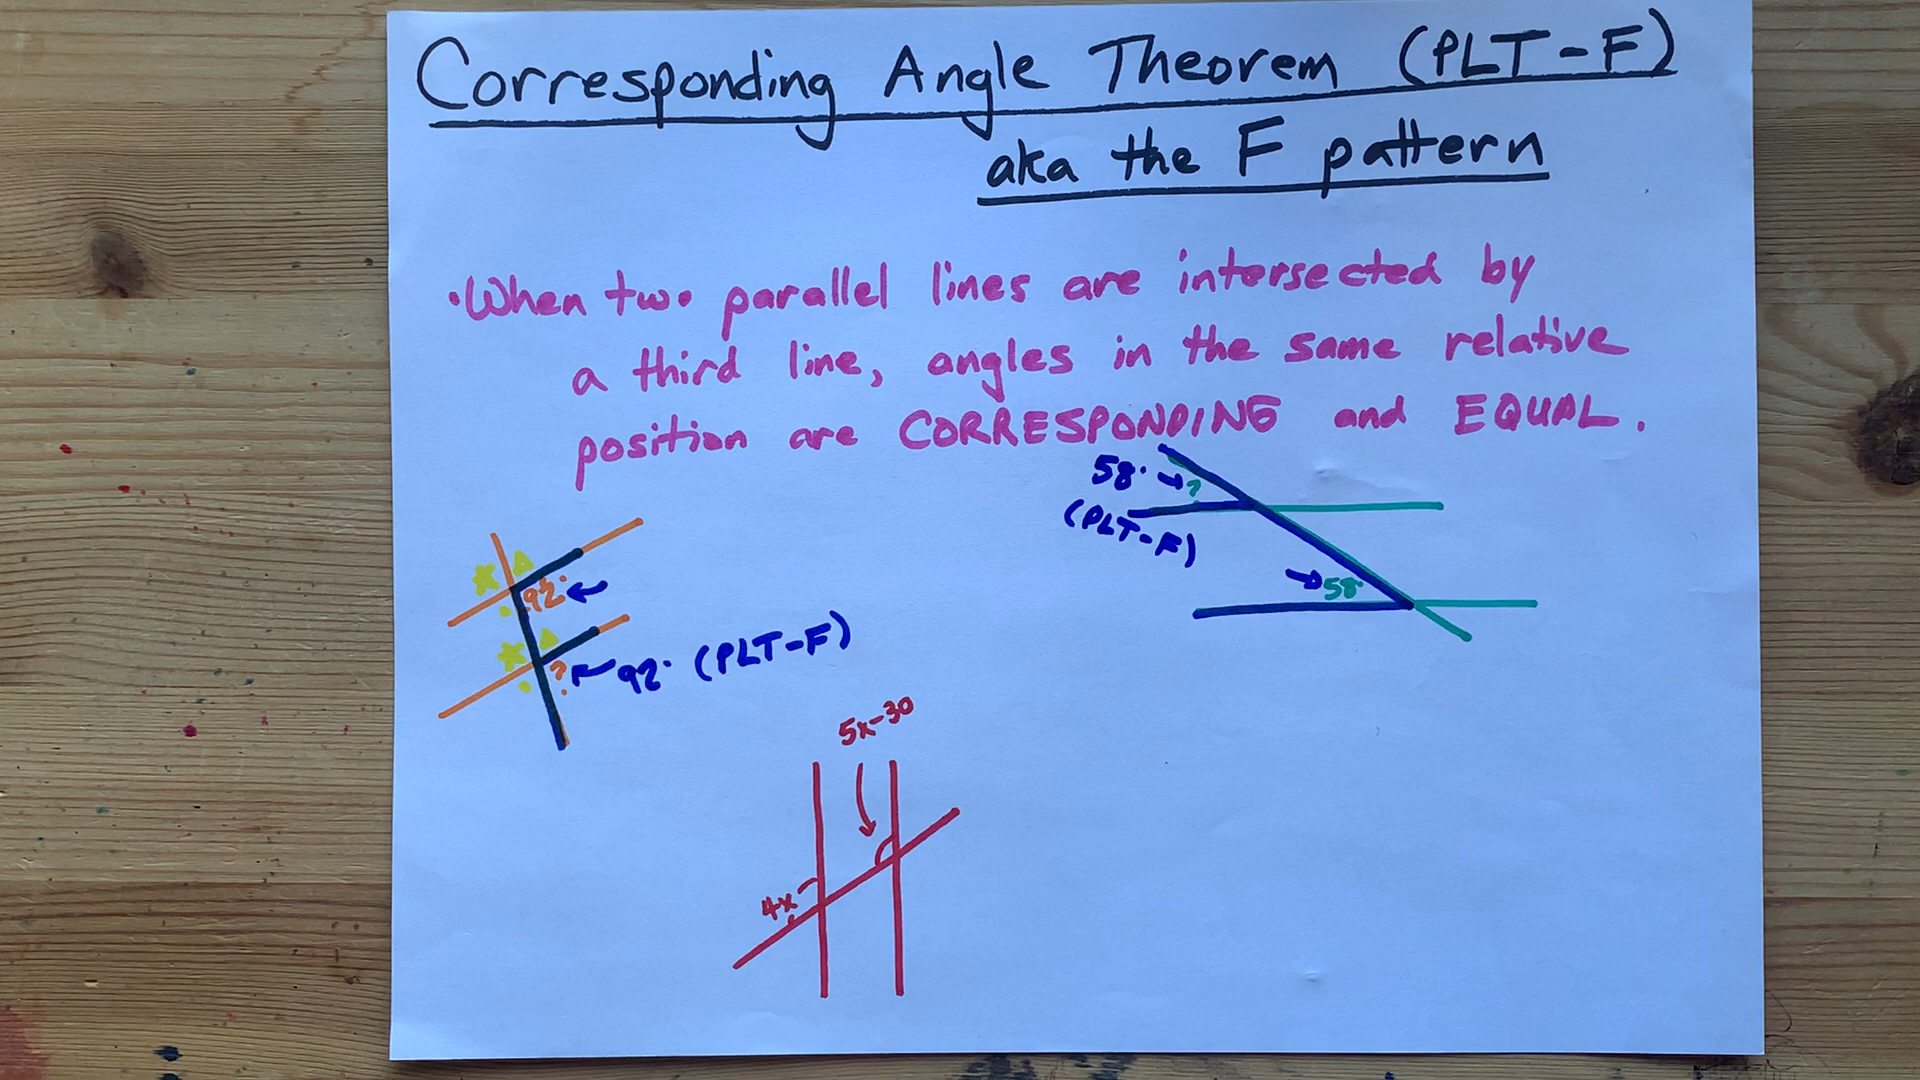 Corresponding Angle Theorem (PLT-F)
aka the F pattern
•When two parallel lines are intersected by
a third line, angles in the same relative
position are CORRESPONDING and EQUAL.
58° ?
(PLT-F)
58°
92°
? 92° (PLT-F)
5x-30
4x